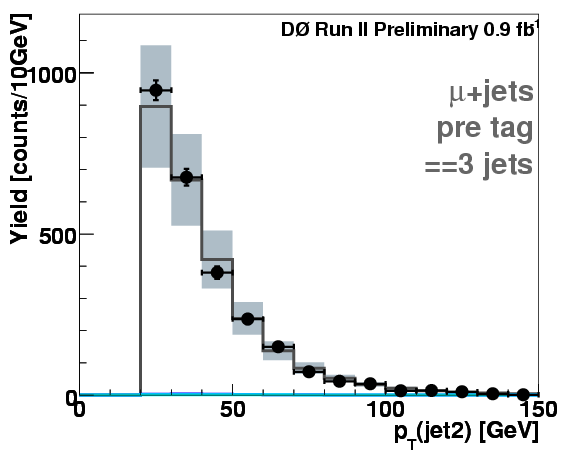 DØ Run II Preliminary 0.9 fb⁻¹
μ+jets
pre tag
==3 jets
Yield [counts/10GeV]
1000
500
0
0 50 100 150
p_T(jet2) [GeV]